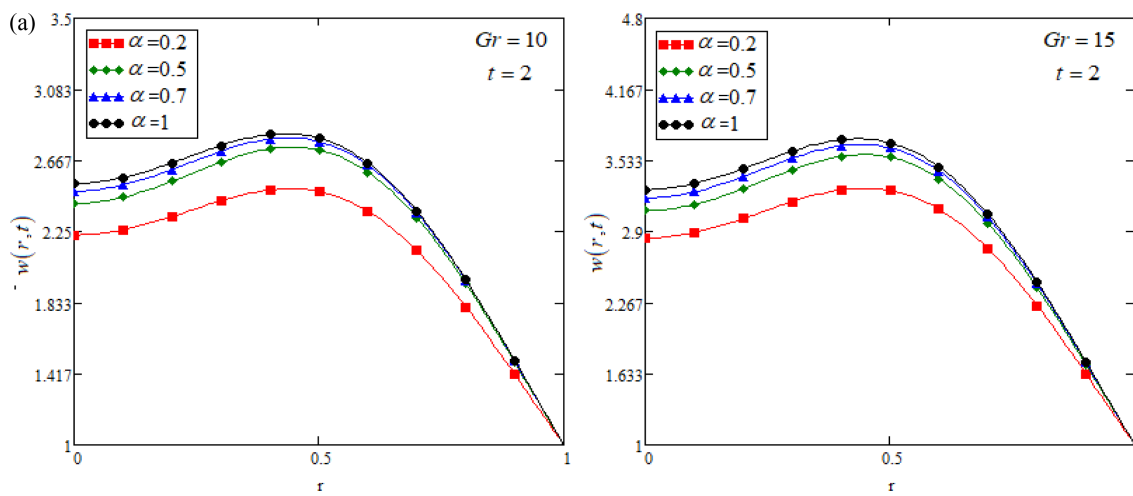 (a)
3.5
3.083
2.667
2.25
1.833
1.417
1
w(r,t)
α=0.2
α=0.5
α=0.7
α=1
Gr = 10
t = 2
0
0.5
1
r
4.8
4.167
3.533
2.9
2.267
1.633
1
w(r,t)
α=0.2
α=0.5
α=0.7
α=1
Gr = 15
t = 2
0
0.5
r